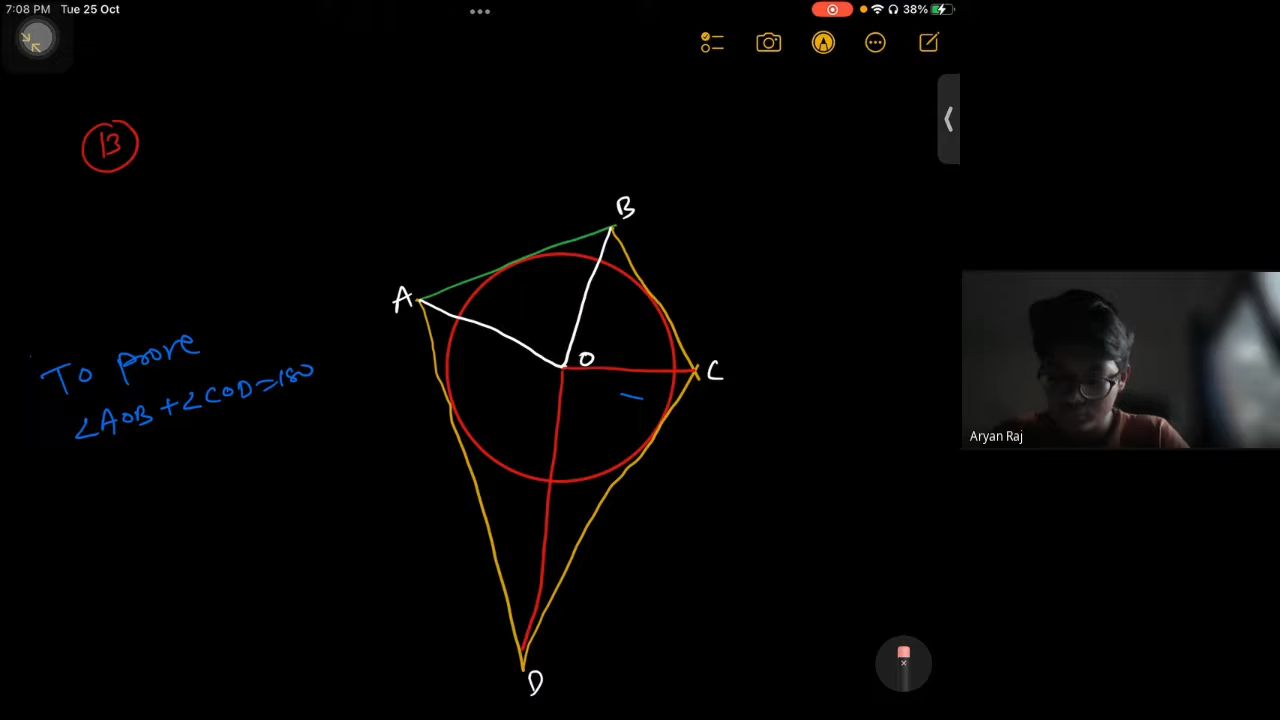 7:08 PM Tue 25 Oct
38%
13
B
A
To prove
∠AOB + ∠COD = 180
O
C
Aryan Raj
D